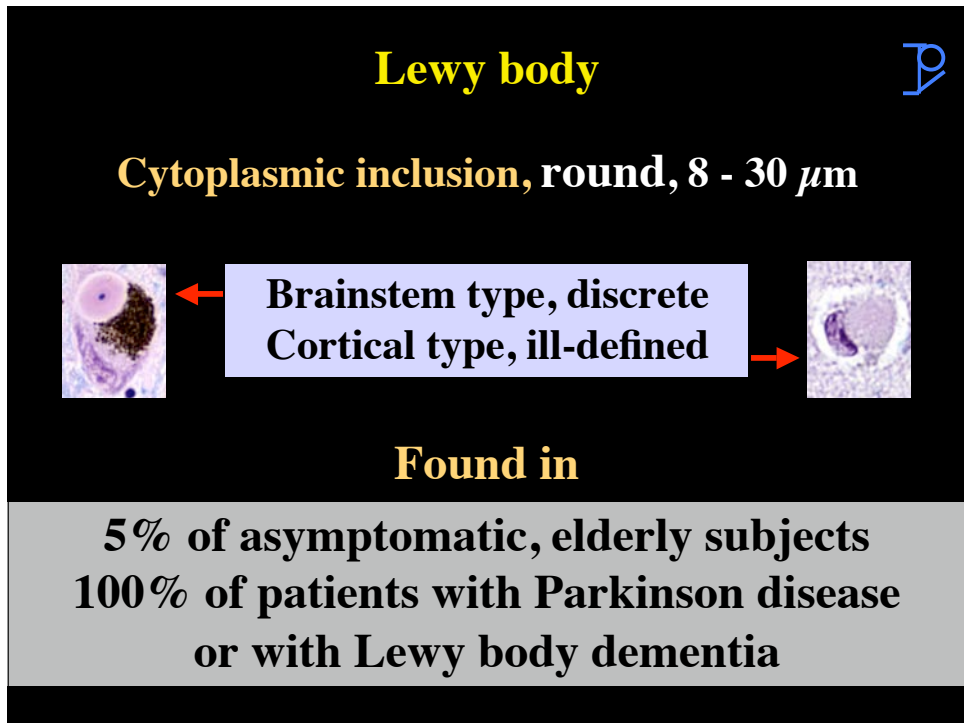 Lewy body
Cytoplasmic inclusion, round, 8 - 30 µm
Brainstem type, discrete
Cortical type, ill-defined
Found in
5% of asymptomatic, elderly subjects
100% of patients with Parkinson disease
or with Lewy body dementia